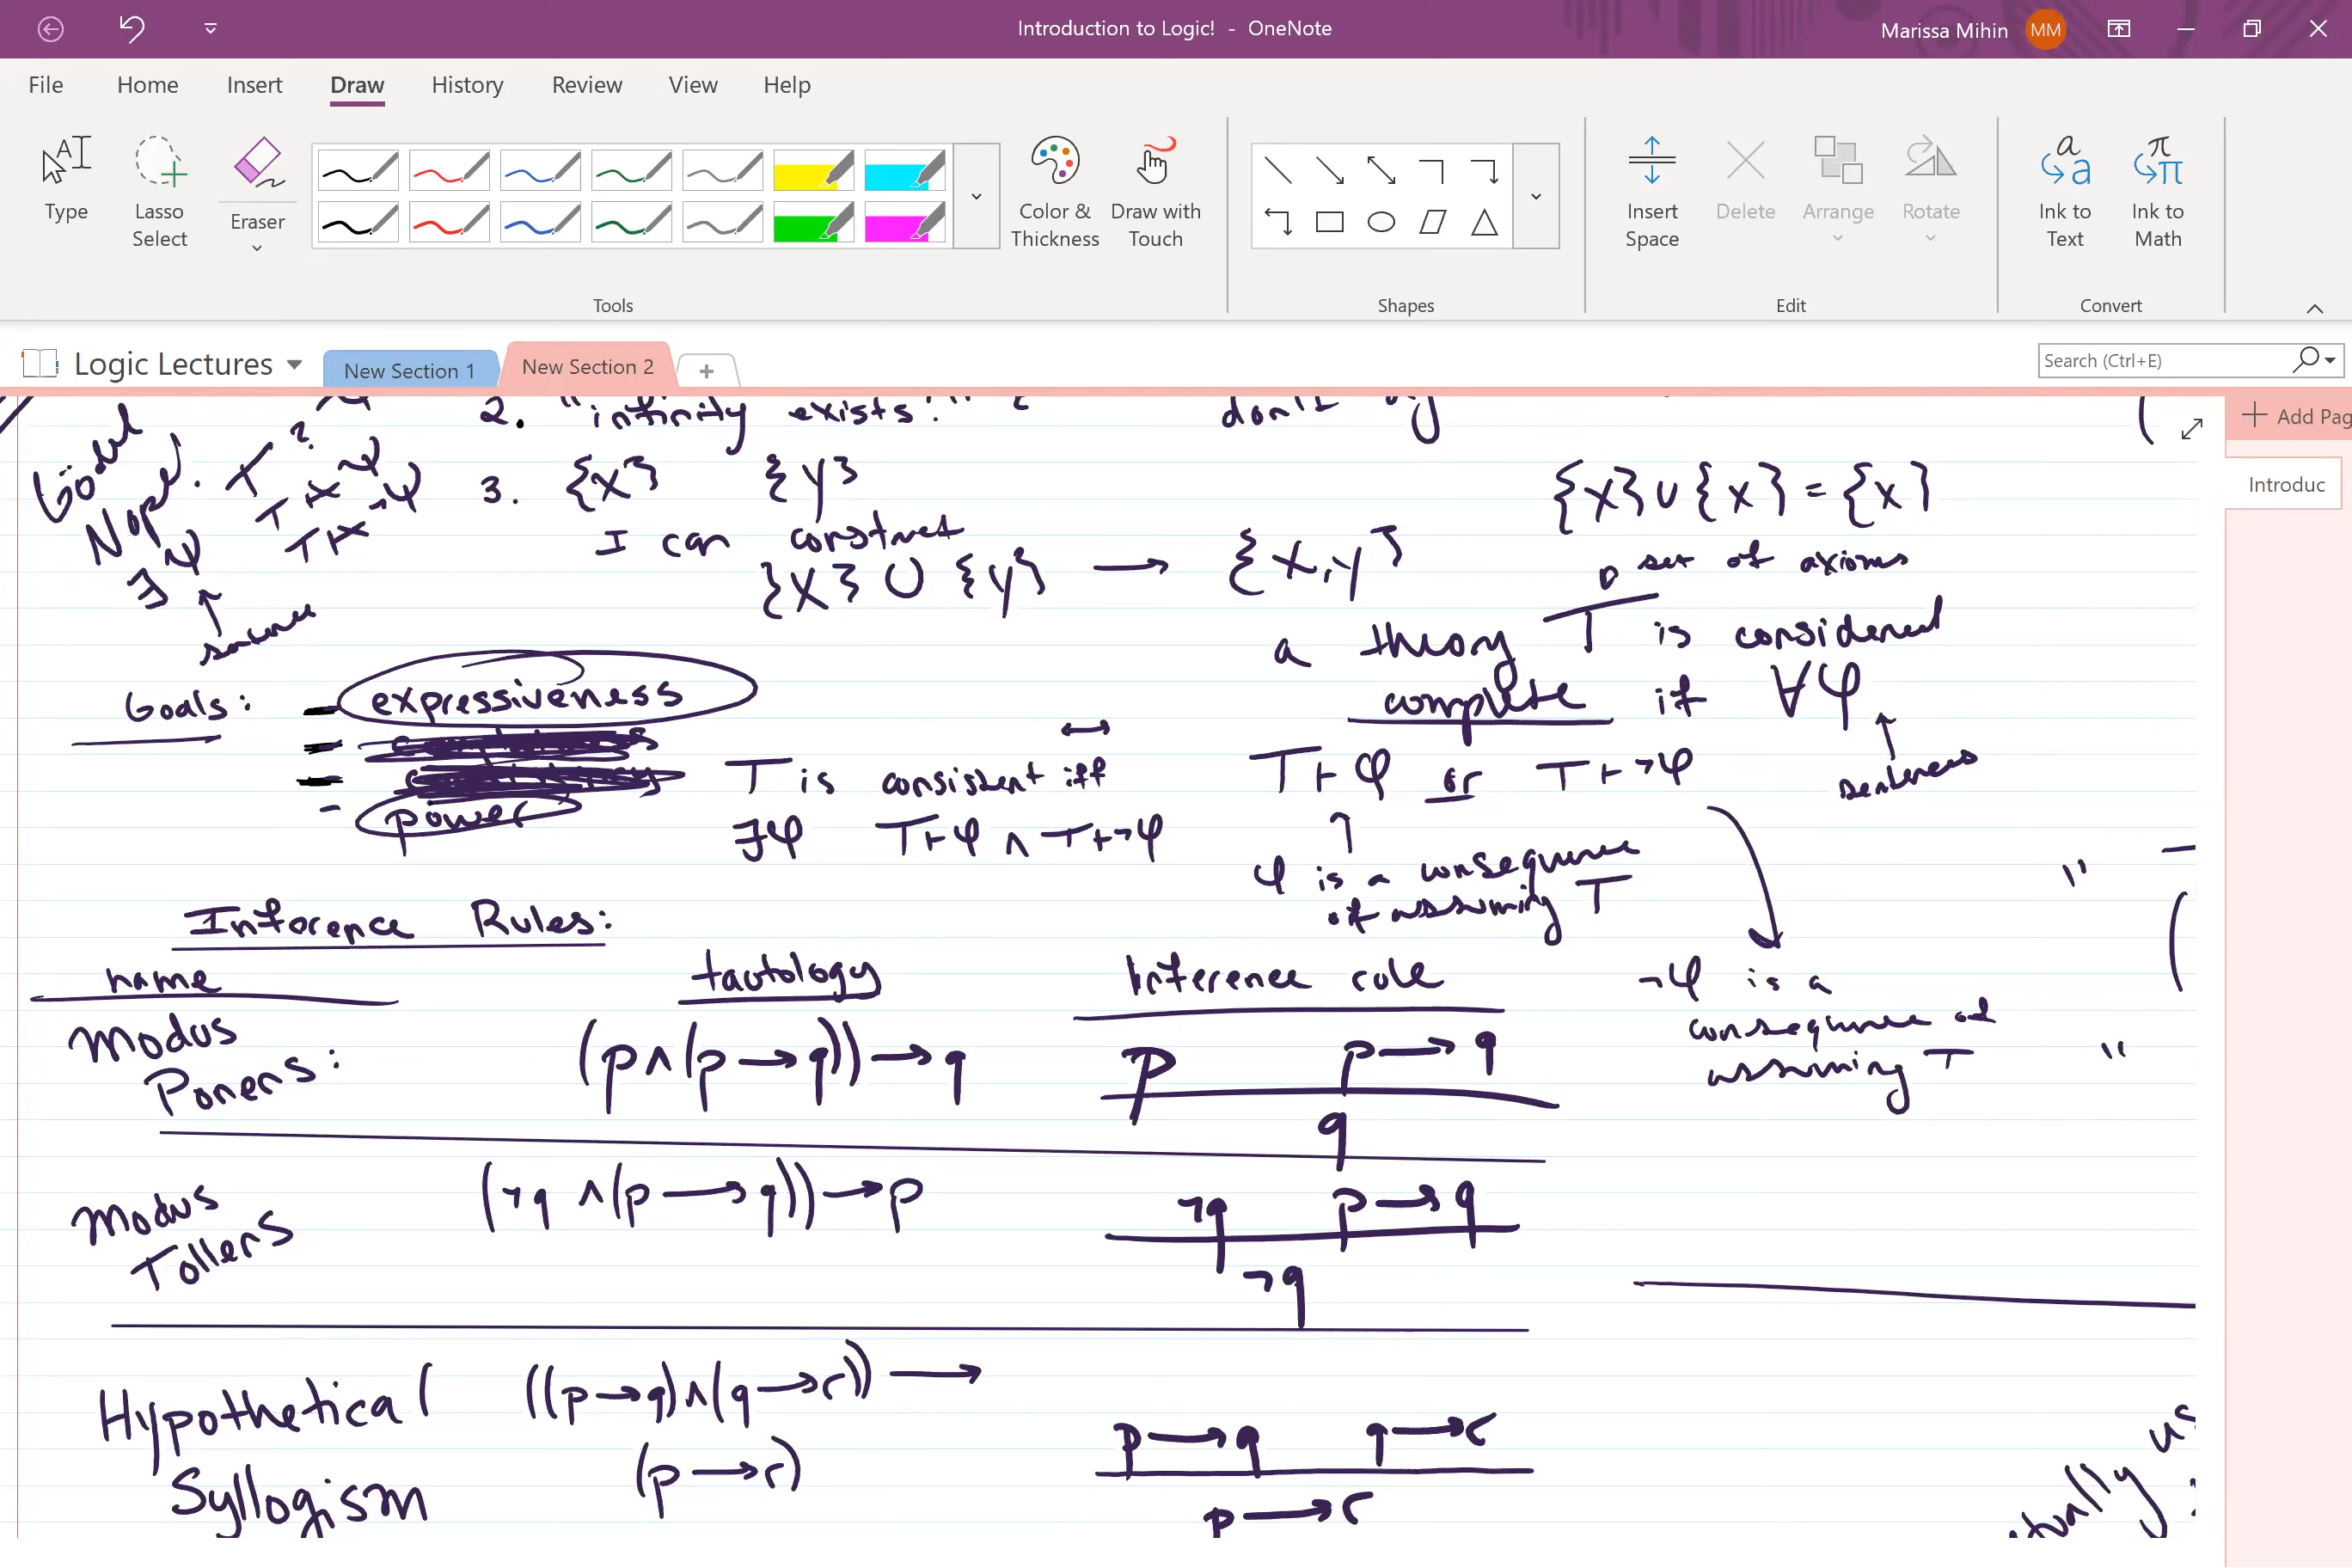 Introduction to Logic! - OneNote
Marissa Mihin MM
File Home Insert Draw History Review View Help
Type
Lasso Select
Eraser
Color & Thickness
Draw with Touch
Insert Space
Delete
Arrange
Rotate
Ink to Text
Ink to Math
Tools
Shapes
Edit
Convert
Logic Lectures
New Section 1
New Section 2
+
Search (Ctrl+E)
Add Pag
Introduc
2. "infinity exists!"
don't
Gödel
Nope!
T ? ψ
T ⊬ ψ
T ⊬ ¬ψ
∃ ψ
3. {x} {y}
I can construct
{x} ∪ {y} → {x,y}
{x} ∪ {x} = {x}
set of axioms
a theory T is considered
complete if ∀φ
sentences
T ⊢ φ or T ⊢ ¬φ
φ is a consequence
of assuming T
¬φ is a
consequence of
assuming T
Goals:
- expressiveness
- power
↔
T is consistent iff
∃φ T ⊢ φ ∧ T ⊢ ¬φ
Inference Rules:
name tautology Inference rule
Modus
Ponens:
(p ∧ (p → q)) → q
p p → q
q
Modus
Tollens
(¬q ∧ (p → q)) → p
¬q p → q
¬q
Hypothetical
Syllogism
((p → q) ∧ (q → r)) →
(p → r)
p → q q → r
p → r